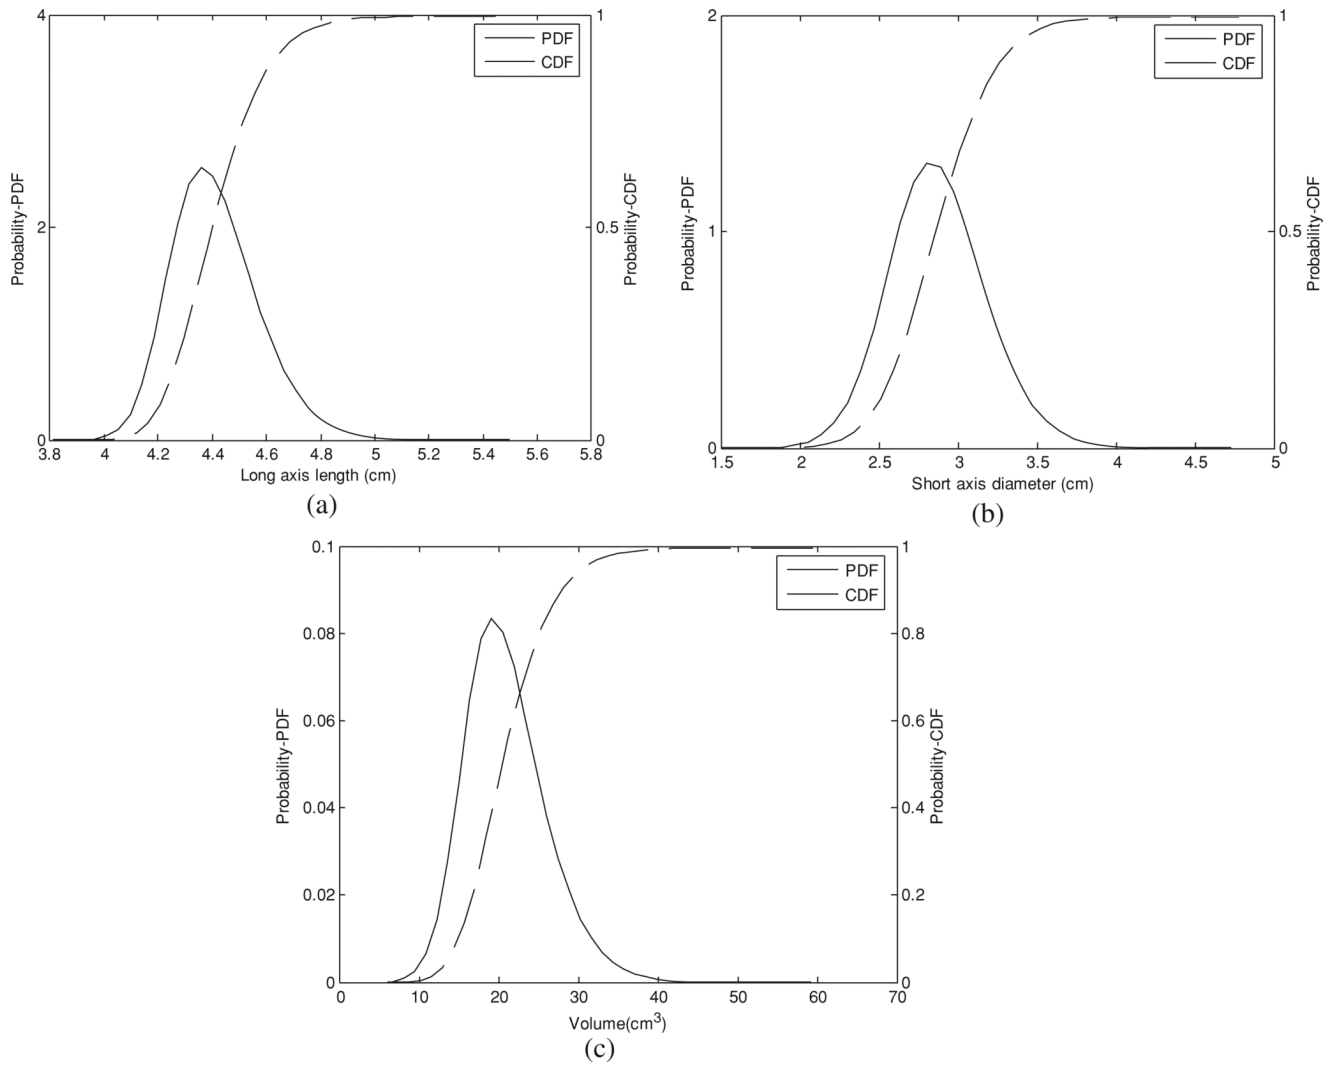 4
2
0
Probability-PDF
3.8 4 4.2 4.4 4.6 4.8 5 5.2 5.4 5.6 5.8
Long axis length (cm)
1
0.5
0
Probability-CDF
PDF
CDF
(a)
2
1
0
Probability-PDF
1.5 2 2.5 3 3.5 4 4.5 5
Short axis diameter (cm)
1
0.5
0
Probability-CDF
PDF
CDF
(b)
0.1
0.08
0.06
0.04
0.02
0
Probability-PDF
0 10 20 30 40 50 60 70
Volume(cm³)
1
0.8
0.6
0.4
0.2
0
Probability-CDF
PDF
CDF
(c)